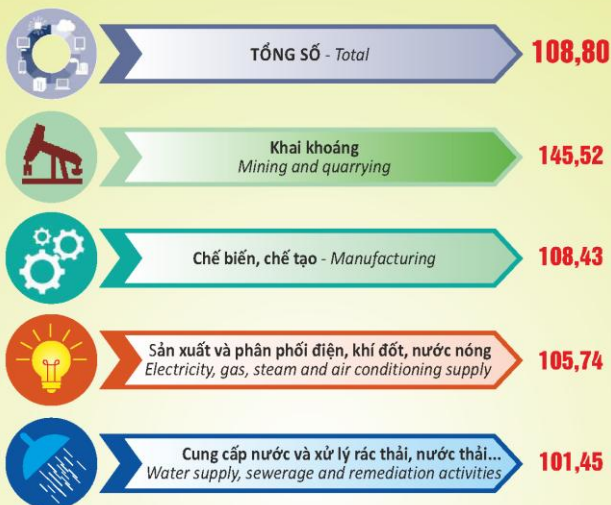 TỔNG SỐ - Total
108,80
Khai khoáng
Mining and quarrying
145,52
Chế biến, chế tạo - Manufacturing
108,43
Sản xuất và phân phối điện, khí đốt, nước nóng
Electricity, gas, steam and air conditioning supply
105,74
Cung cấp nước và xử lý rác thải, nước thải...
Water supply, sewerage and remediation activities
101,45